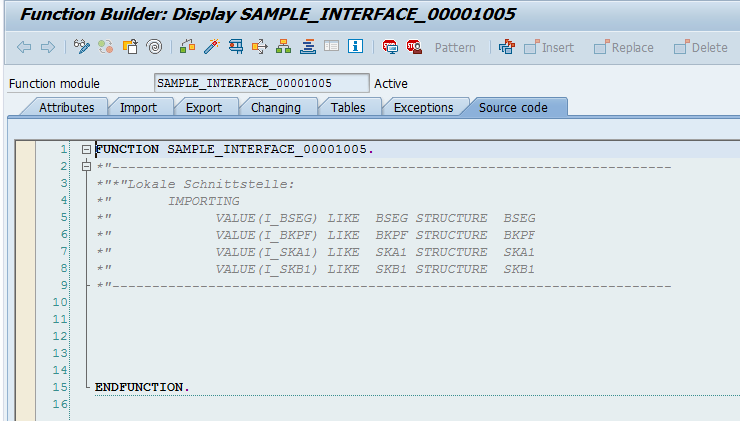 Function Builder: Display SAMPLE_INTERFACE_00001005
Pattern Insert Replace Delete
Function module SAMPLE_INTERFACE_00001005 Active
Attributes Import Export Changing Tables Exceptions Source code
1 FUNCTION SAMPLE_INTERFACE_00001005.
2 *"----------------------------------------------------------------------
3 *"*"Lokale Schnittstelle:
4 *"       IMPORTING
5 *"             VALUE(I_BSEG) LIKE  BSEG STRUCTURE  BSEG
6 *"             VALUE(I_BKPF) LIKE  BKPF STRUCTURE  BKPF
7 *"             VALUE(I_SKA1) LIKE  SKA1 STRUCTURE  SKA1
8 *"             VALUE(I_SKB1) LIKE  SKB1 STRUCTURE  SKB1
9 *"----------------------------------------------------------------------
10
11
12
13
14
15 ENDFUNCTION.
16